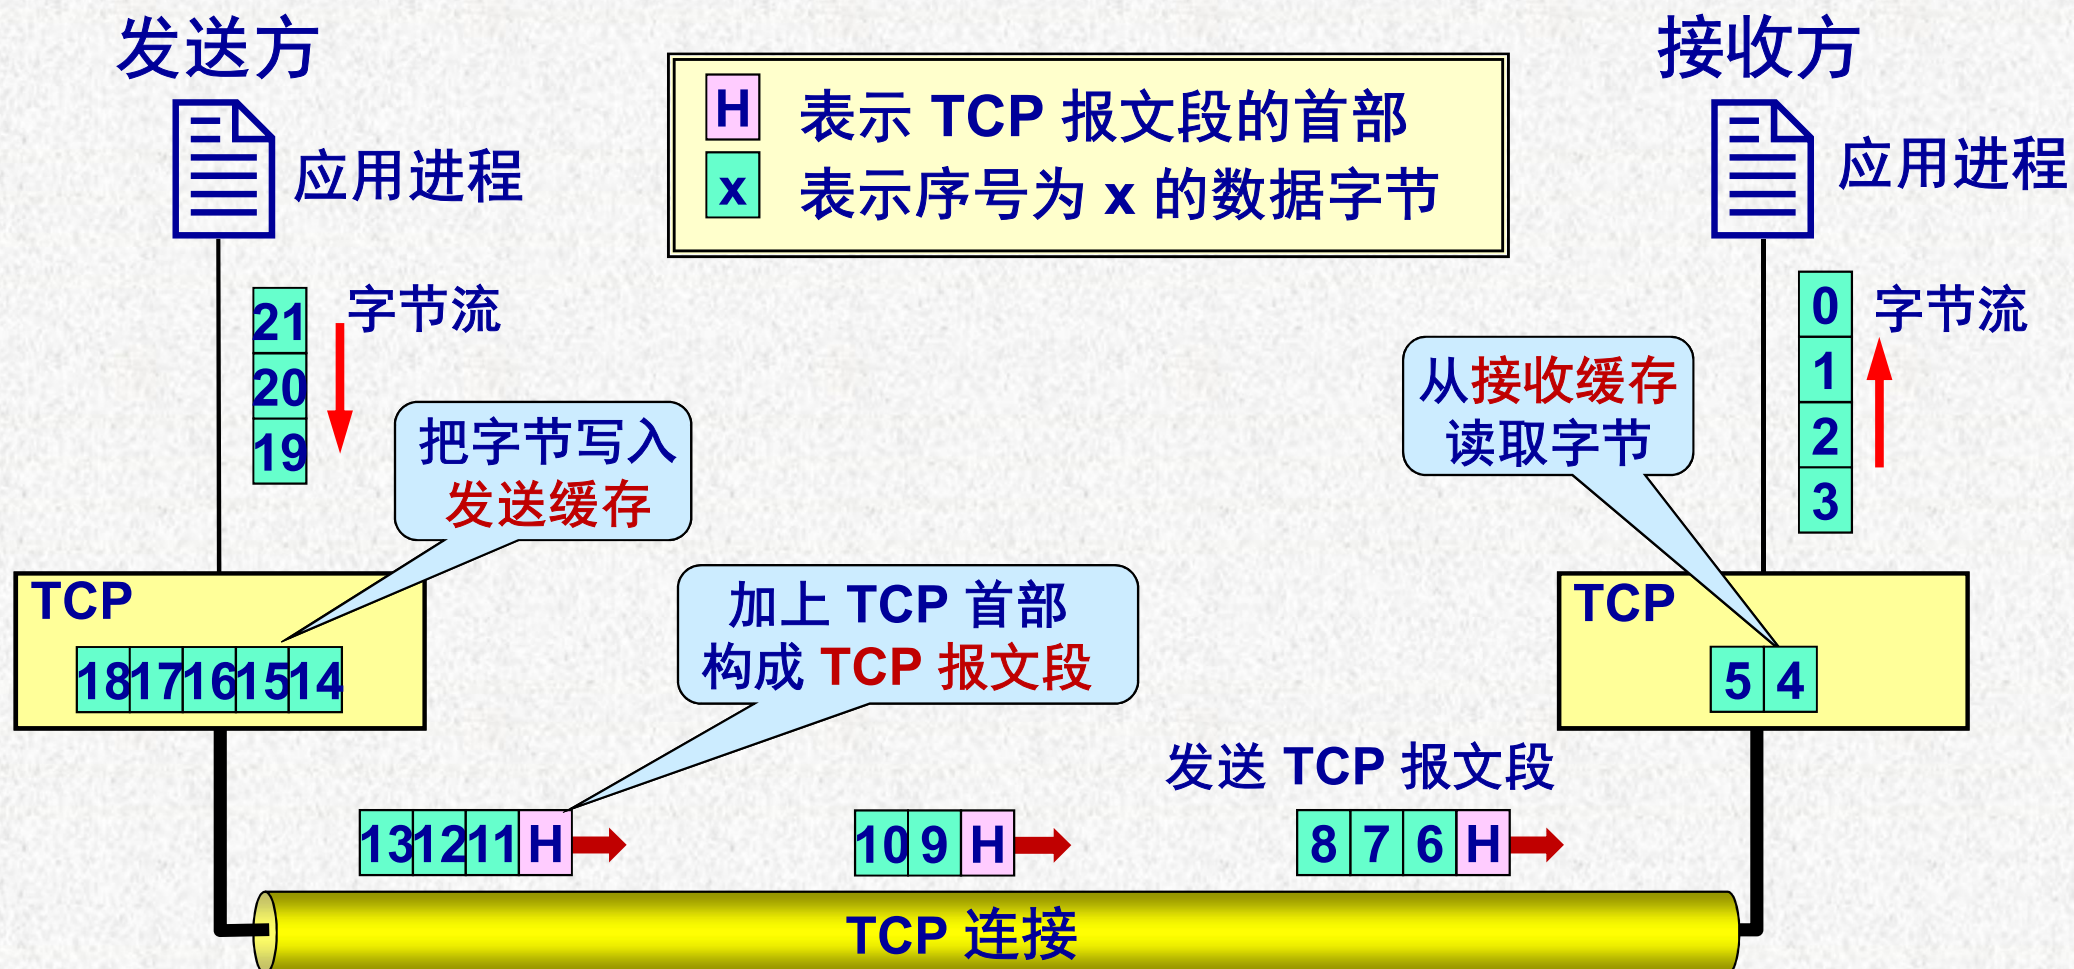 发送方
接收方
H 表示 TCP 报文段的首部
x 表示序号为 x 的数据字节
应用进程
应用进程
21
20
19
字节流
0
1
2
3
字节流
把字节写入
发送缓存
从接收缓存
读取字节
TCP
18 17 16 15 14
加上 TCP 首部
构成 TCP 报文段
TCP
5 4
发送 TCP 报文段
13 12 11 H
10 9 H
8 7 6 H
TCP 连接